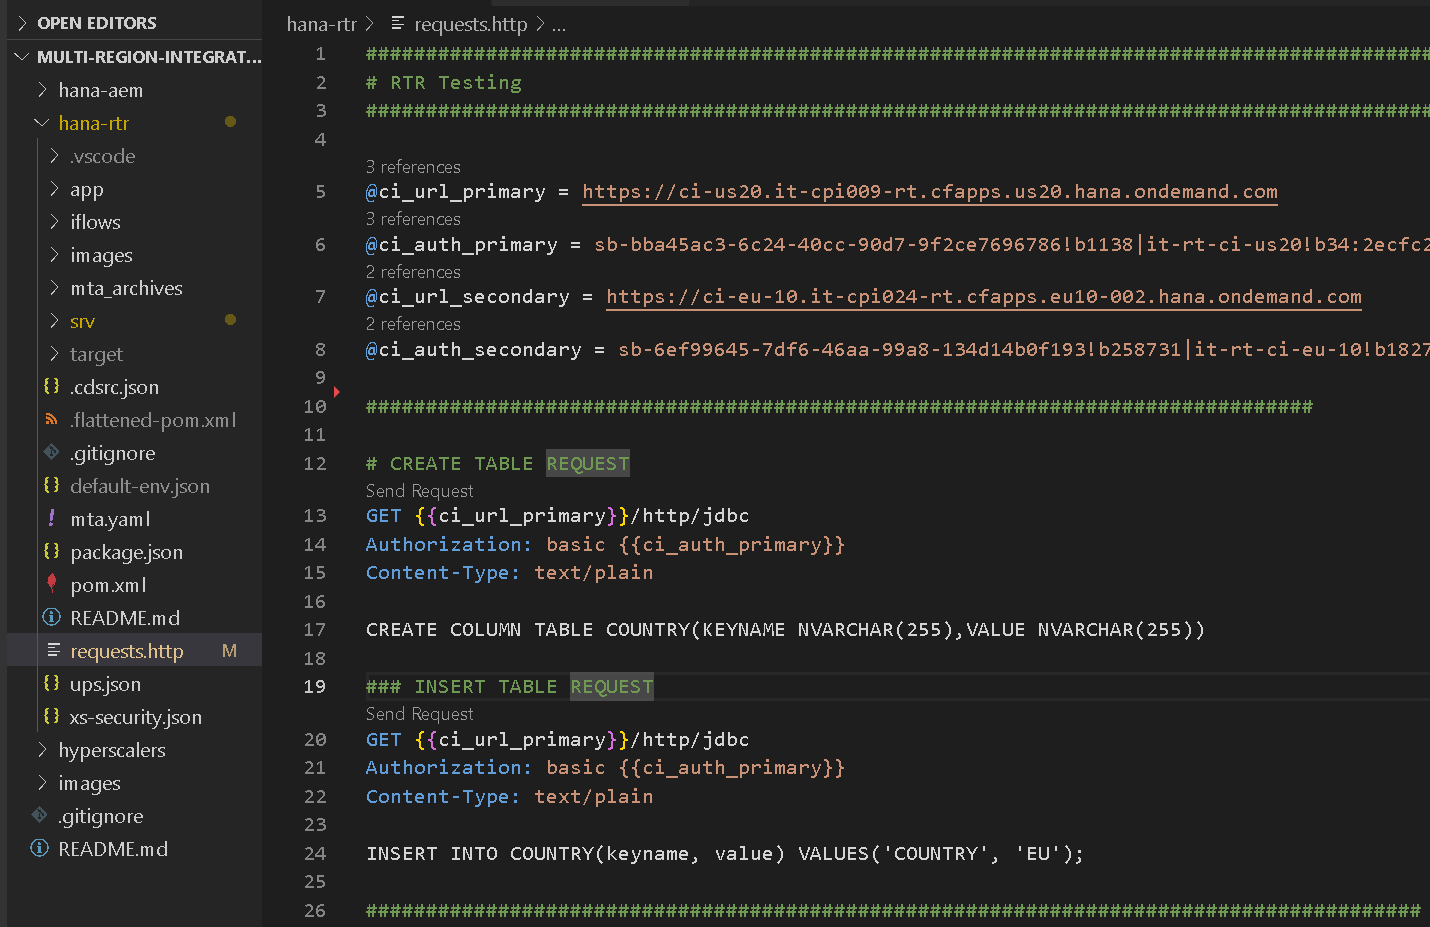 OPEN EDITORS
MULTI-REGION-INTEGRAT...
hana-aem
hana-rtr
.vscode
app
iflows
images
mta_archives
srv
target
.cdsrc.json
.flattened-pom.xml
.gitignore
default-env.json
mta.yaml
package.json
pom.xml
README.md
requests.http M
ups.json
xs-security.json
hyperscalers
images
.gitignore
README.md
hana-rtr > requests.http > ...
1 ########################################################################################
2 # RTR Testing
3 ########################################################################################
4
3 references
5 @ci_url_primary = https://ci-us20.it-cpi009-rt.cfapps.us20.hana.ondemand.com
3 references
6 @ci_auth_primary = sb-bba45ac3-6c24-40cc-90d7-9f2ce7696786!b1138|it-rt-ci-us20!b34:2ecfc2
2 references
7 @ci_url_secondary = https://ci-eu-10.it-cpi024-rt.cfapps.eu10-002.hana.ondemand.com
2 references
8 @ci_auth_secondary = sb-6ef99645-7df6-46aa-99a8-134d14b0f193!b258731|it-rt-ci-eu-10!b1827
9
10 ###############################################################################
11
12 # CREATE TABLE REQUEST
Send Request
13 GET {{ci_url_primary}}/http/jdbc
14 Authorization: basic {{ci_auth_primary}}
15 Content-Type: text/plain
16
17 CREATE COLUMN TABLE COUNTRY(KEYNAME NVARCHAR(255),VALUE NVARCHAR(255))
18
19 ### INSERT TABLE REQUEST
Send Request
20 GET {{ci_url_primary}}/http/jdbc
21 Authorization: basic {{ci_auth_primary}}
22 Content-Type: text/plain
23
24 INSERT INTO COUNTRY(keyname, value) VALUES('COUNTRY', 'EU');
25
26 ########################################################################################